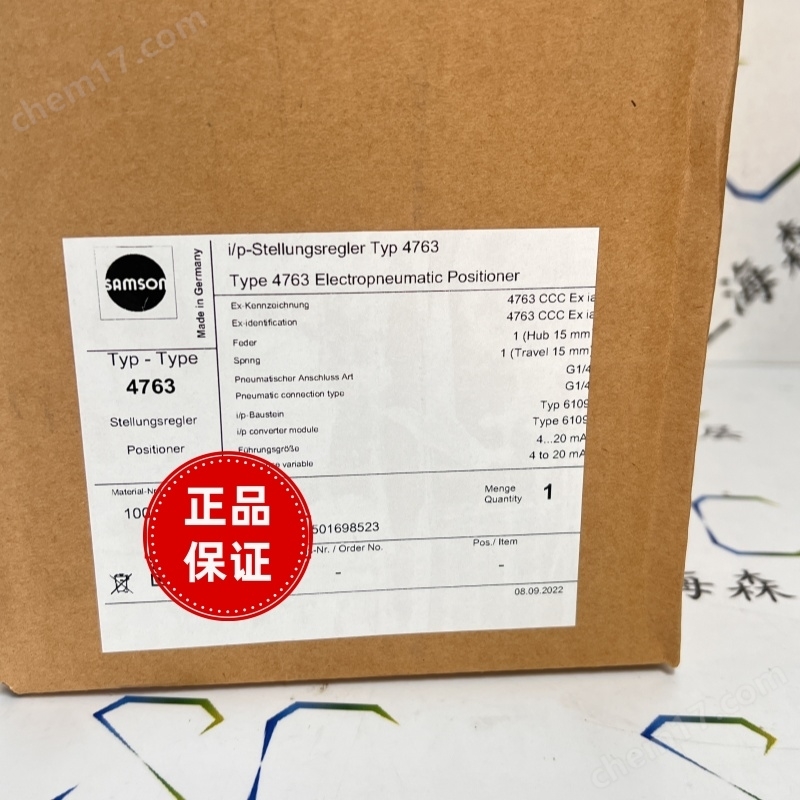 chem17.com
SAMSON
Made in Germany
i/p-Stellungsregler Typ 4763
Type 4763 Electropneumatic Positioner
Typ - Type
4763
Stellungsregler
Positioner
Ex-Kennzeichnung 4763 CCC Ex ia
Ex-identification 4763 CCC Ex ia
Feder 1 (Hub 15 mm
Spring 1 (Travel 15 mm
Pneumatischer Anschluss Art G1/4
Pneumatic connection type G1/4
i/p-Baustein Typ 6109
i/p converter module Type 6109
Führungsgröße 4...20 mA
variable 4 to 20 mA
Material-Nr
100
501698523
Menge
Quantity 1
-Nr. / Order No.
-
Pos./ Item
-
08.09.2022
正品
保证
海森
海森
chem17.com